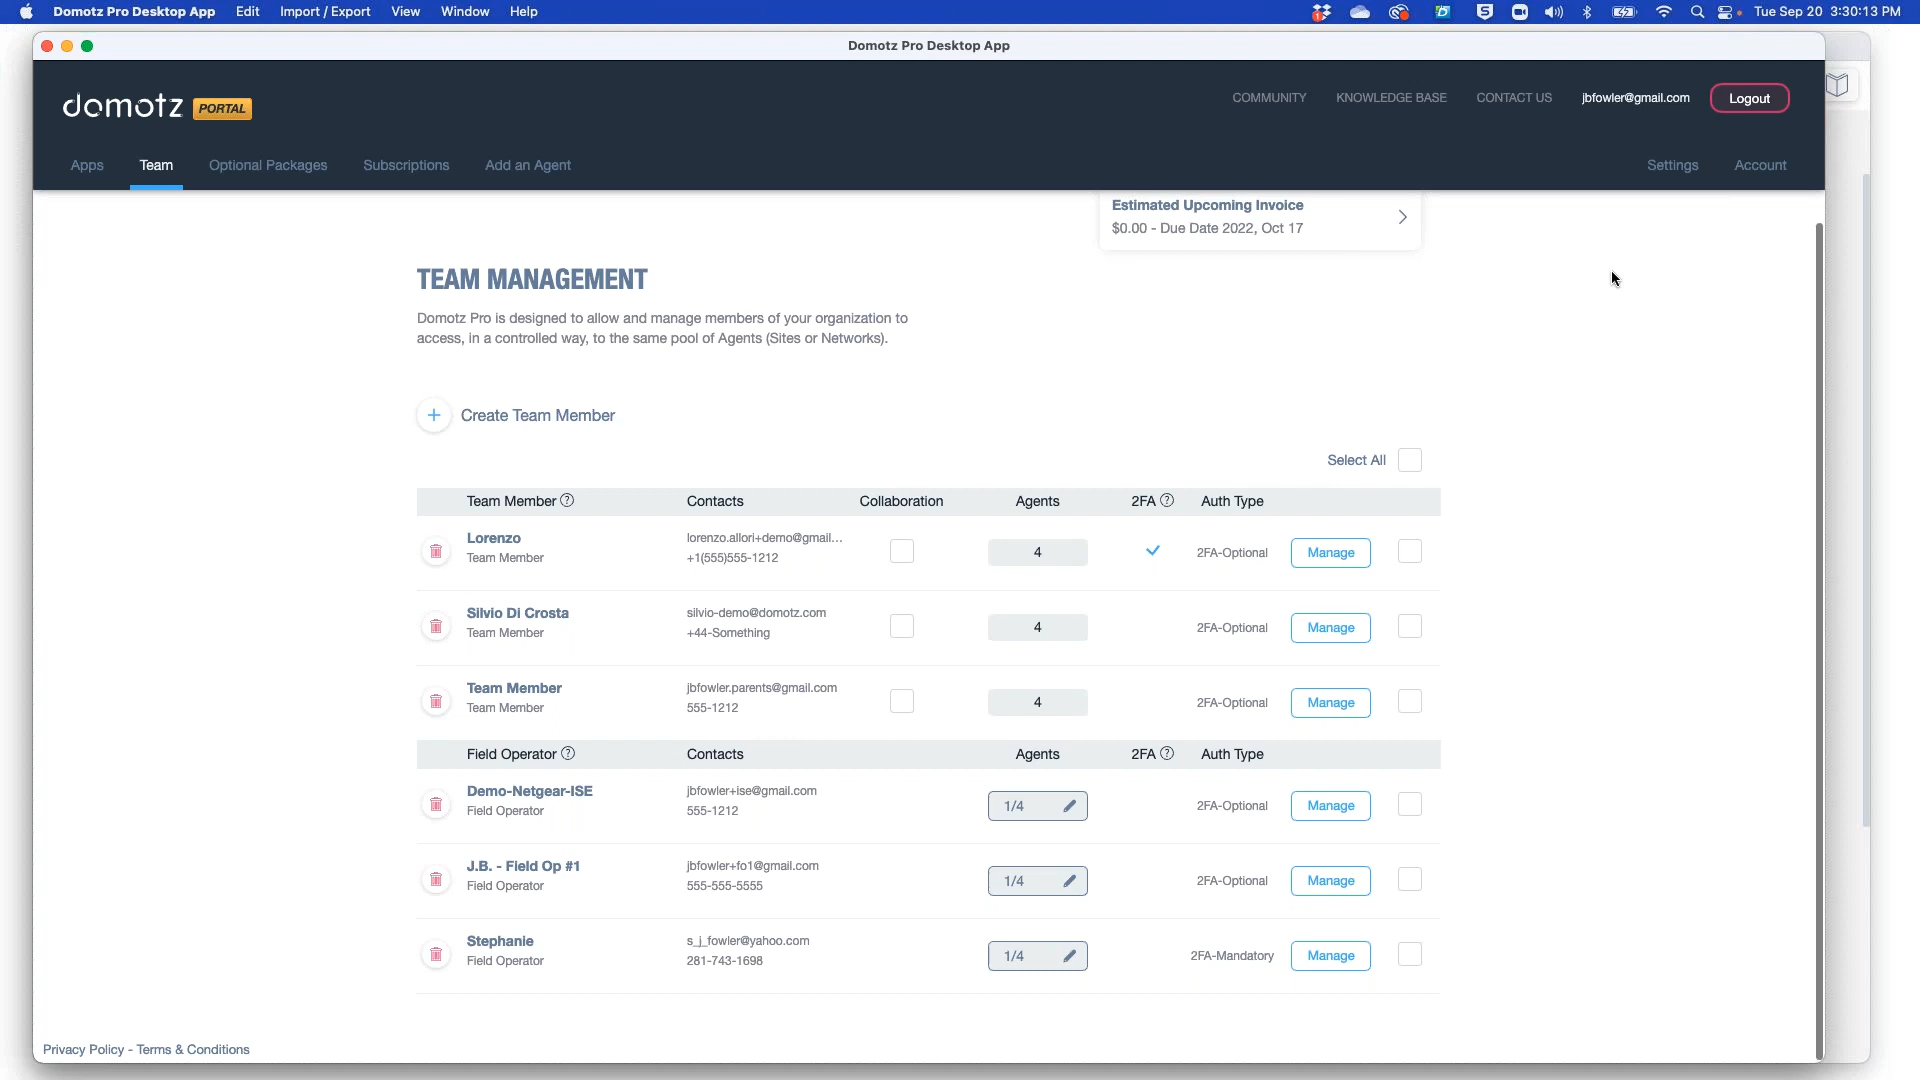 Domotz Pro Desktop App Edit Import / Export View Window Help Tue Sep 20 3:30:13 PM
Domotz Pro Desktop App
domotz PORTAL COMMUNITY KNOWLEDGE BASE CONTACT US jbfowler@gmail.com Logout
Apps Team Optional Packages Subscriptions Add an Agent Settings Account
Estimated Upcoming Invoice
$0.00 - Due Date 2022, Oct 17
TEAM MANAGEMENT
Domotz Pro is designed to allow and manage members of your organization to
access, in a controlled way, to the same pool of Agents (Sites or Networks).
+ Create Team Member
Select All
Team Member ? Contacts Collaboration Agents 2FA ? Auth Type
Lorenzo lorenzo.allori+demo@gmail...
Team Member +1(555)555-1212 4 2FA-Optional Manage
Silvio Di Crosta silvio-demo@domotz.com
Team Member +44-Something 4 2FA-Optional Manage
Team Member jbfowler.parents@gmail.com
Team Member 555-1212 4 2FA-Optional Manage
Field Operator ? Contacts Agents 2FA ? Auth Type
Demo-Netgear-ISE jbfowler+ise@gmail.com
Field Operator 555-1212 1/4 2FA-Optional Manage
J.B. - Field Op #1 jbfowler+fo1@gmail.com
Field Operator 555-555-5555 1/4 2FA-Optional Manage
Stephanie s_j_fowler@yahoo.com
Field Operator 281-743-1698 1/4 2FA-Mandatory Manage
Privacy Policy - Terms & Conditions